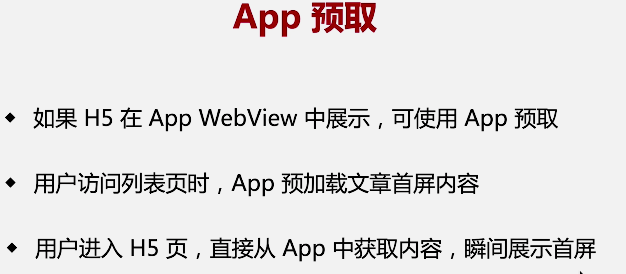 App 预取
◆ 如果 H5 在 App WebView 中展示，可使用 App 预取
◆ 用户访问列表页时，App 预加载文章首屏内容
◆ 用户进入 H5 页，直接从 App 中获取内容，瞬间展示首屏